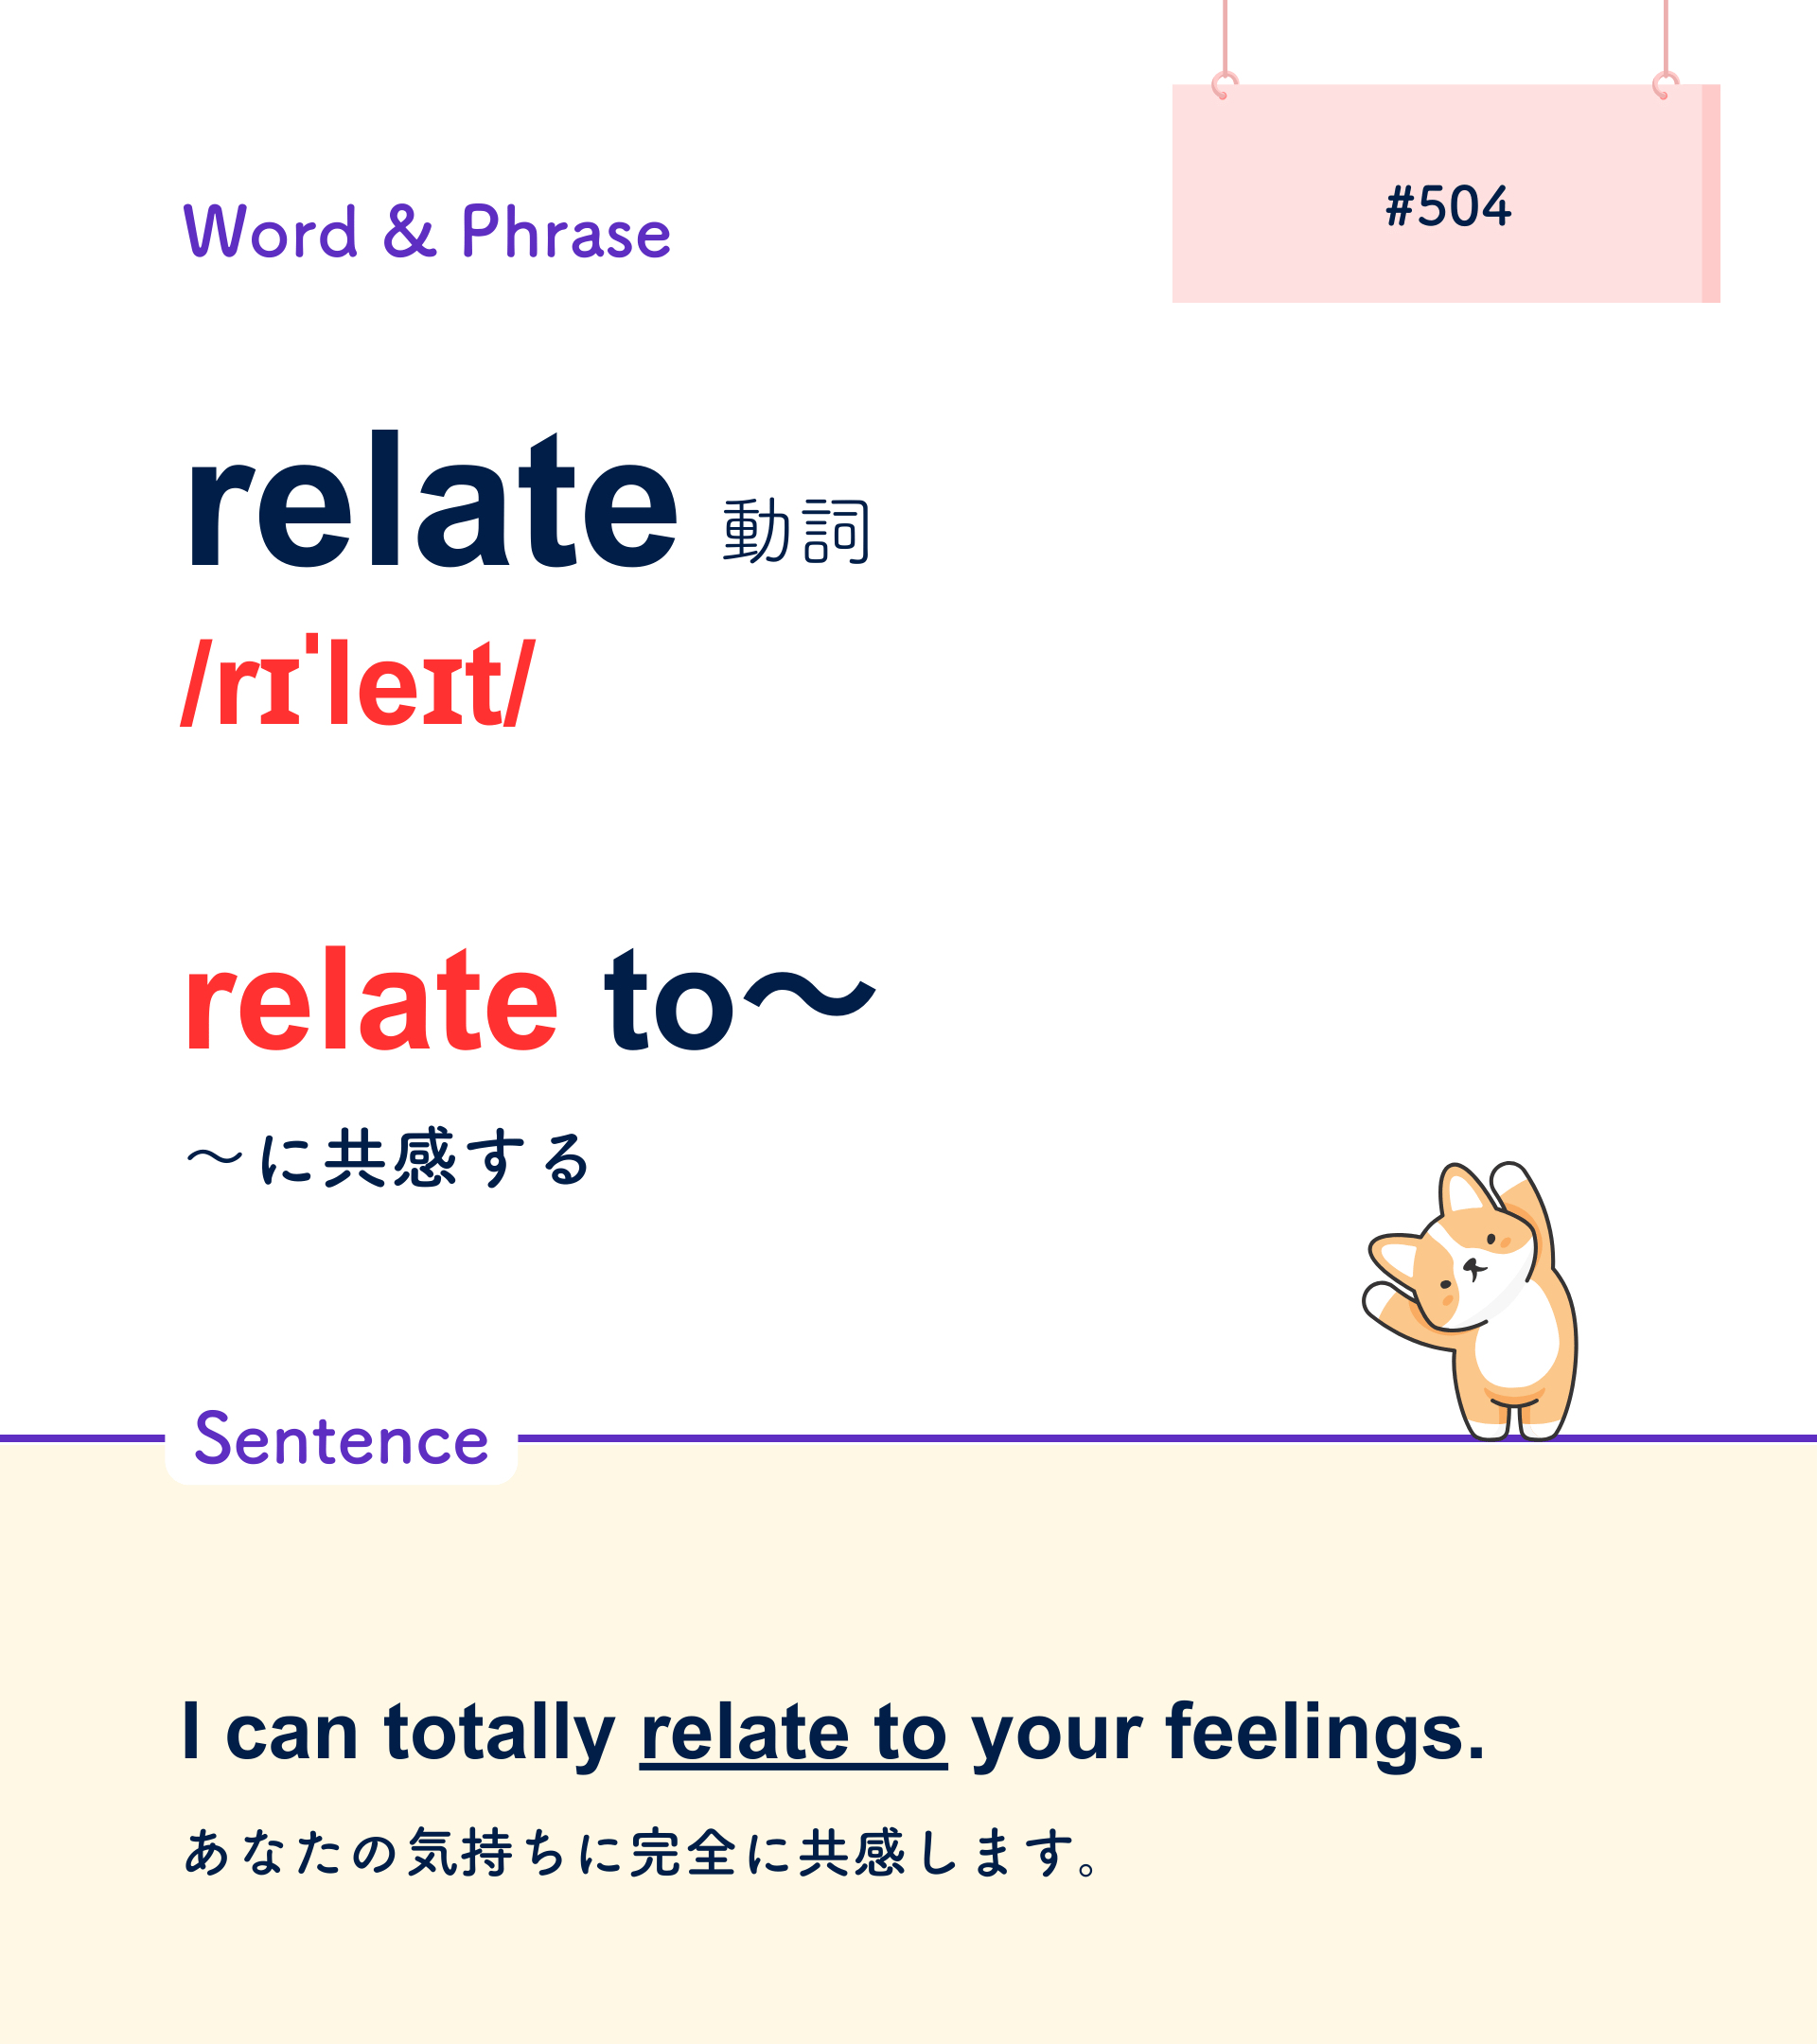 #504
Word & Phrase
relate 動詞
/rɪˈleɪt/
relate to〜
〜に共感する
Sentence
I can totally relate to your feelings.
あなたの気持ちに完全に共感します。